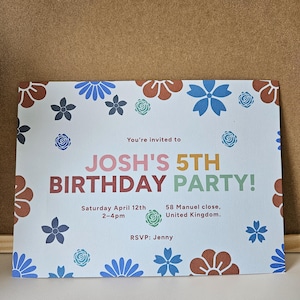 You're invited to
JOSH'S 5TH
BIRTHDAY PARTY!
Saturday April 12th
2–4pm
58 Manuel close,
United Kingdom.
RSVP: Jenny